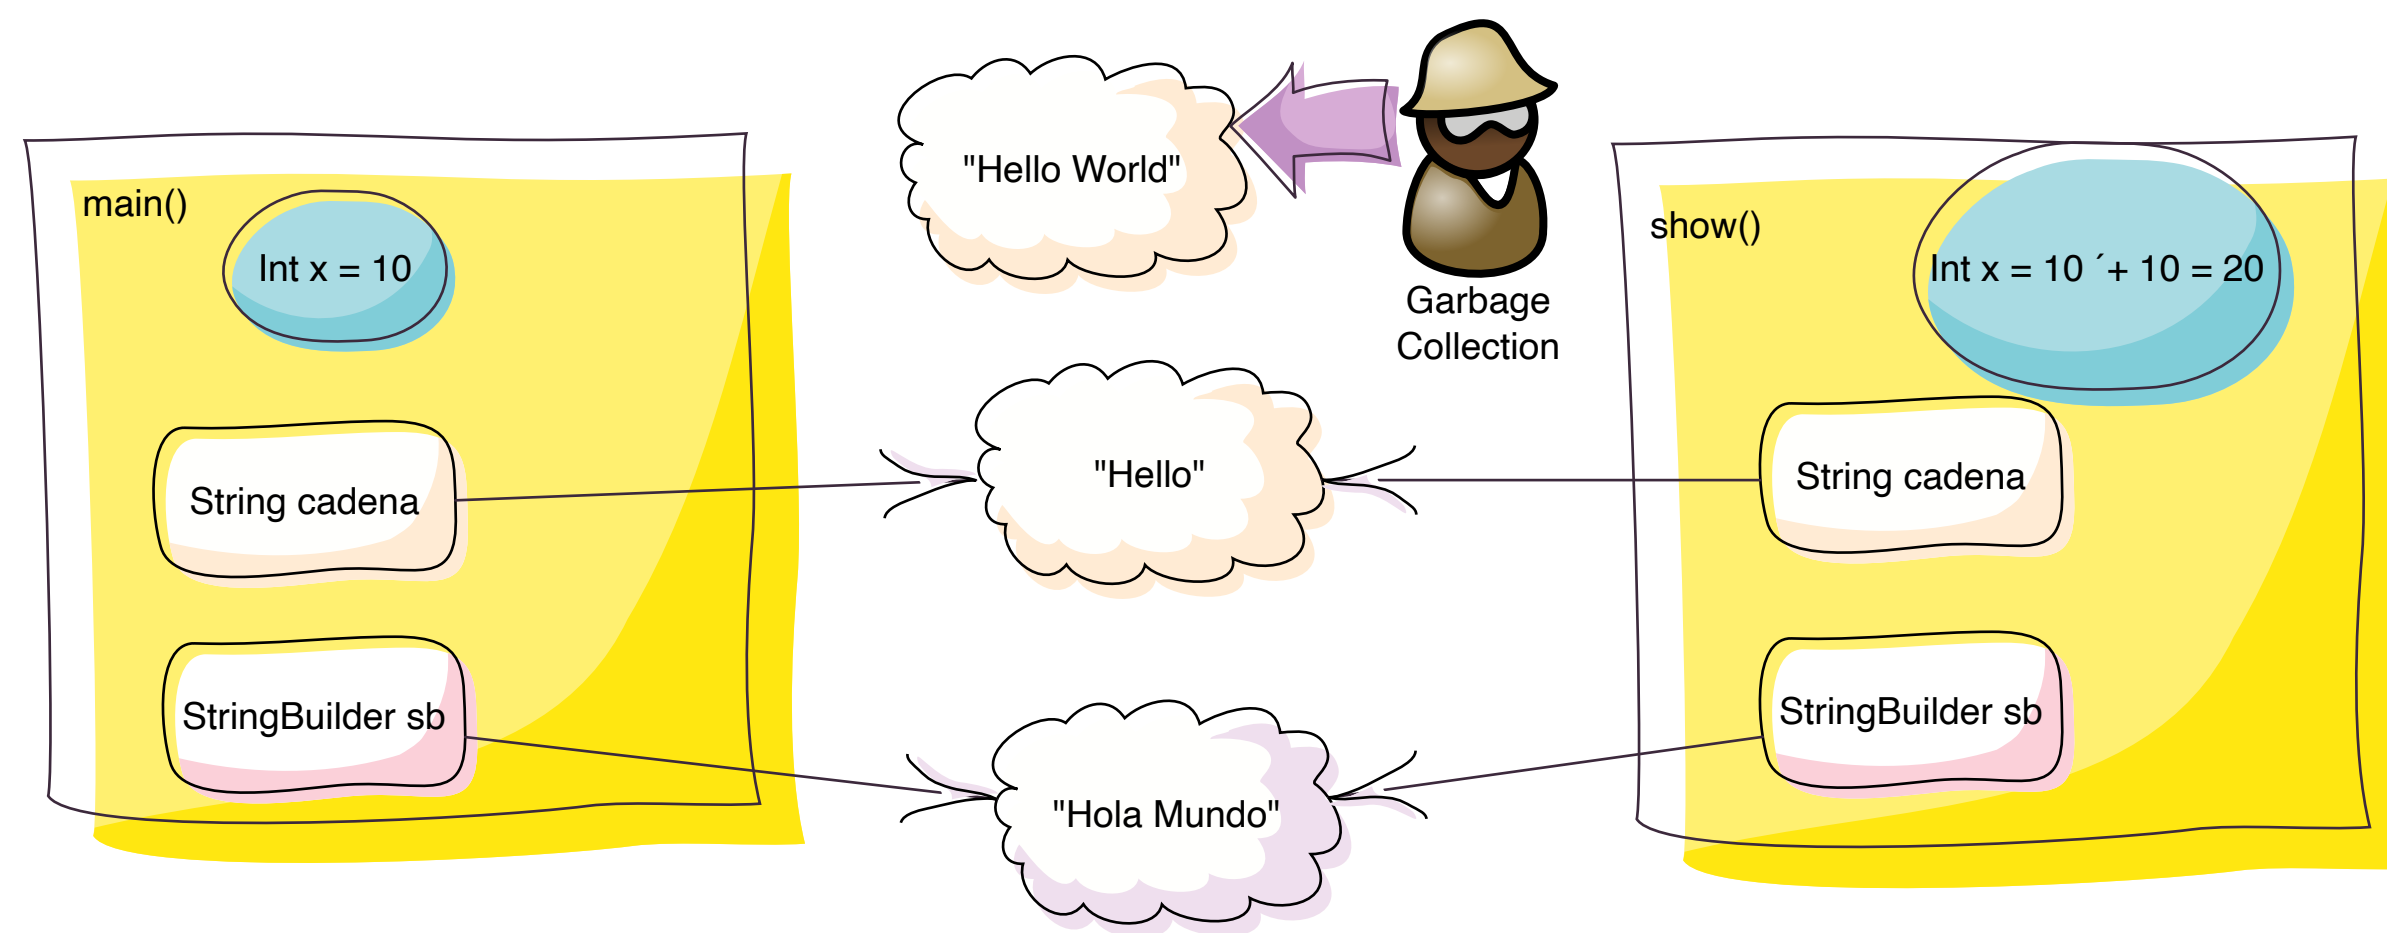 main()
Int x = 10
String cadena
StringBuilder sb
"Hello World"
Garbage
Collection
"Hello"
"Hola Mundo"
show()
Int x = 10 ´+ 10 = 20
String cadena
StringBuilder sb